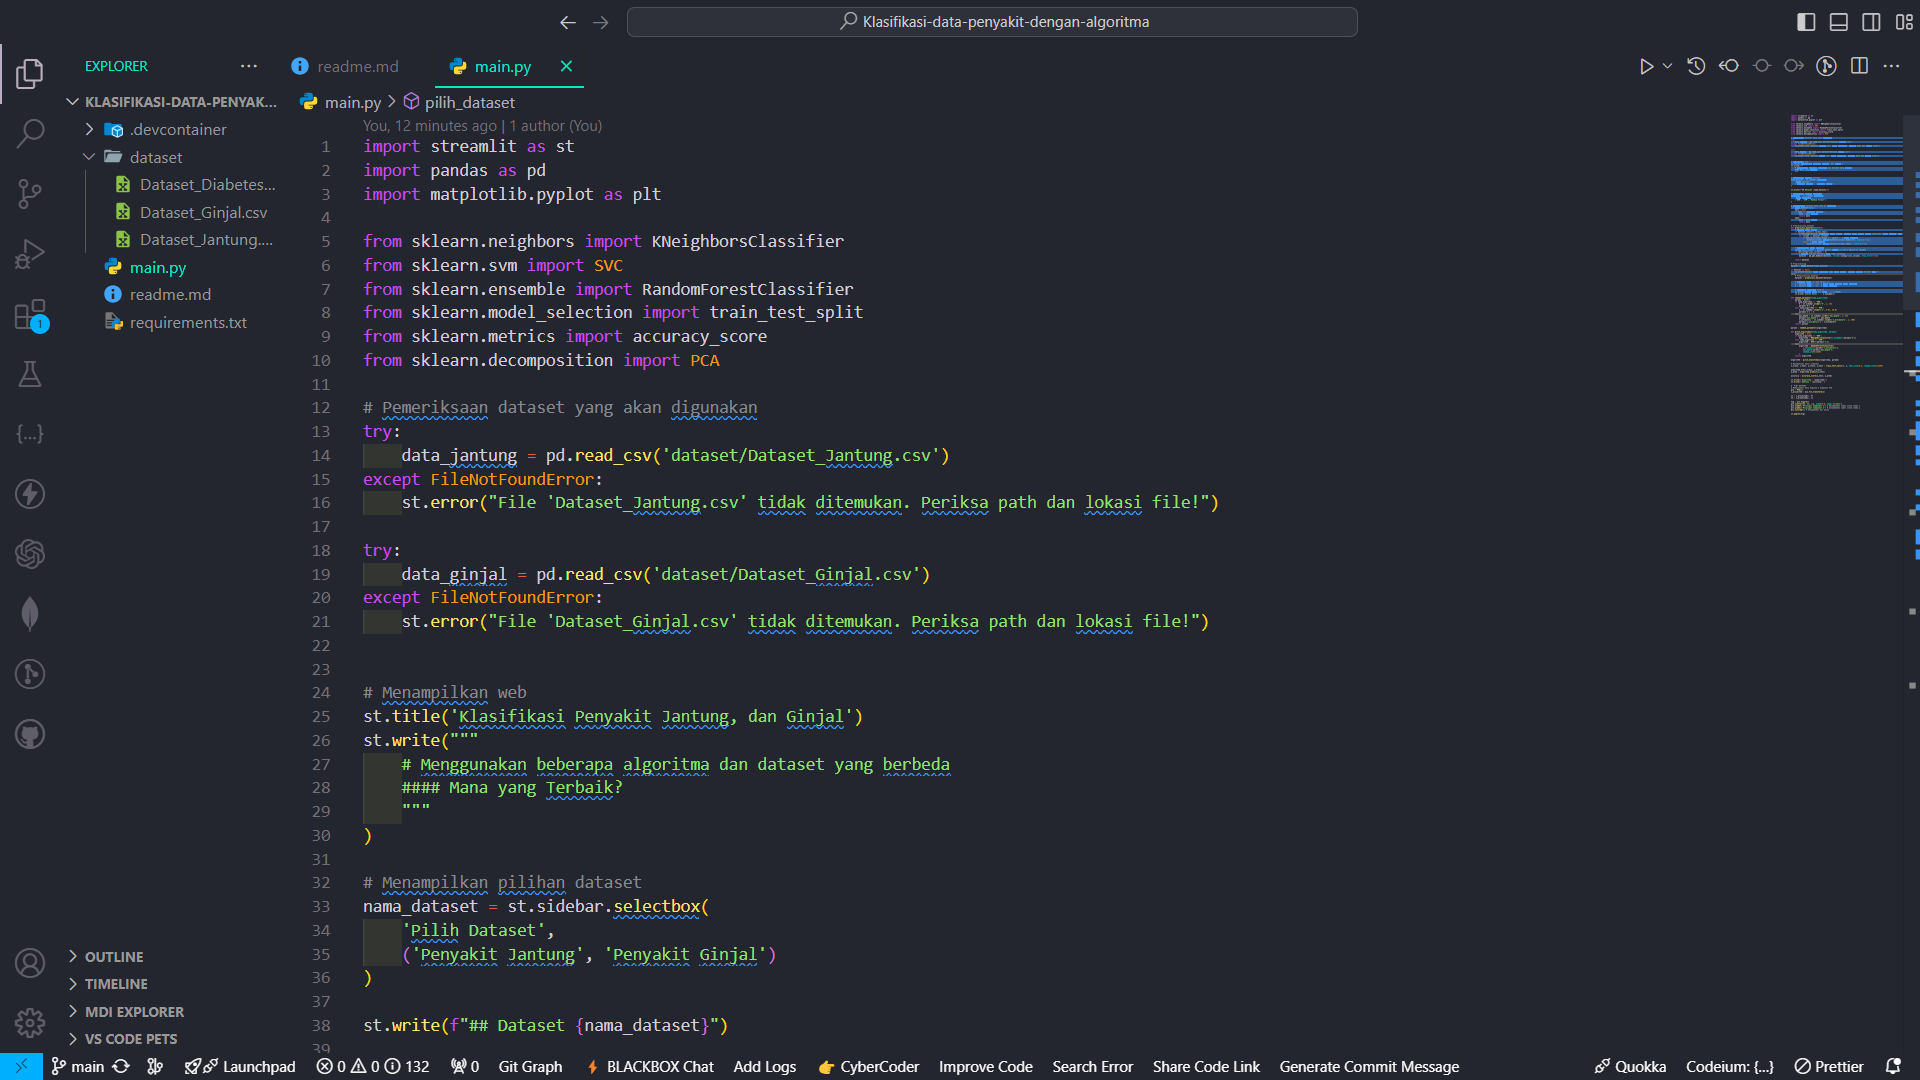 Klasifikasi-data-penyakit-dengan-algoritma
EXPLORER
readme.md
main.py
KLASIFIKASI-DATA-PENYAK...
.devcontainer
dataset
Dataset_Diabetes...
Dataset_Ginjal.csv
Dataset_Jantung....
main.py
readme.md
requirements.txt
main.py > pilih_dataset
You, 12 minutes ago | 1 author (You)
1 import streamlit as st
2 import pandas as pd
3 import matplotlib.pyplot as plt
4
5 from sklearn.neighbors import KNeighborsClassifier
6 from sklearn.svm import SVC
7 from sklearn.ensemble import RandomForestClassifier
8 from sklearn.model_selection import train_test_split
9 from sklearn.metrics import accuracy_score
10 from sklearn.decomposition import PCA
11
12 # Pemeriksaan dataset yang akan digunakan
13 try:
14     data_jantung = pd.read_csv('dataset/Dataset_Jantung.csv')
15 except FileNotFoundError:
16     st.error("File 'Dataset_Jantung.csv' tidak ditemukan. Periksa path dan lokasi file!")
17
18 try:
19     data_ginjal = pd.read_csv('dataset/Dataset_Ginjal.csv')
20 except FileNotFoundError:
21     st.error("File 'Dataset_Ginjal.csv' tidak ditemukan. Periksa path dan lokasi file!")
22
23
24 # Menampilkan web
25 st.title('Klasifikasi Penyakit Jantung, dan Ginjal')
26 st.write("""
27     # Menggunakan beberapa algoritma dan dataset yang berbeda
28     #### Mana yang Terbaik?
29     """
30 )
31
32 # Menampilkan pilihan dataset
33 nama_dataset = st.sidebar.selectbox(
34     'Pilih Dataset',
35     ('Penyakit Jantung', 'Penyakit Ginjal')
36 )
37
38 st.write(f"## Dataset {nama_dataset}")
39
OUTLINE
TIMELINE
MDI EXPLORER
VS CODE PETS
1
main Launchpad 0 0 132 0 Git Graph BLACKBOX Chat Add Logs CyberCoder Improve Code Search Error Share Code Link Generate Commit Message Quokka Codeium: {...} Prettier